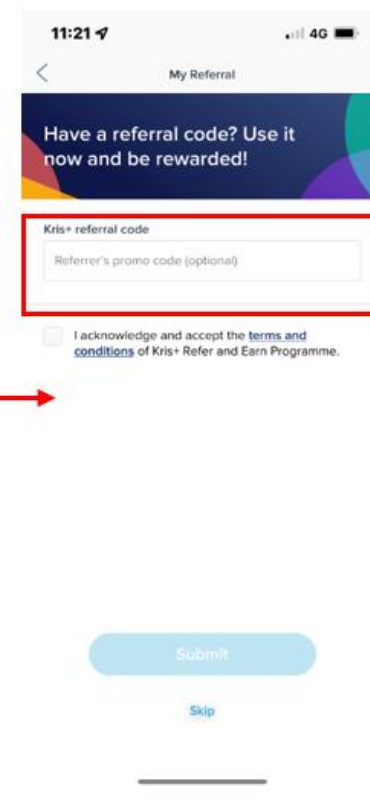 11:21
4G
My Referral
Have a referral code? Use it
now and be rewarded!
Kris+ referral code
Referrer's promo code (optional)
I acknowledge and accept the terms and
conditions of Kris+ Refer and Earn Programme.
Submit
Skip